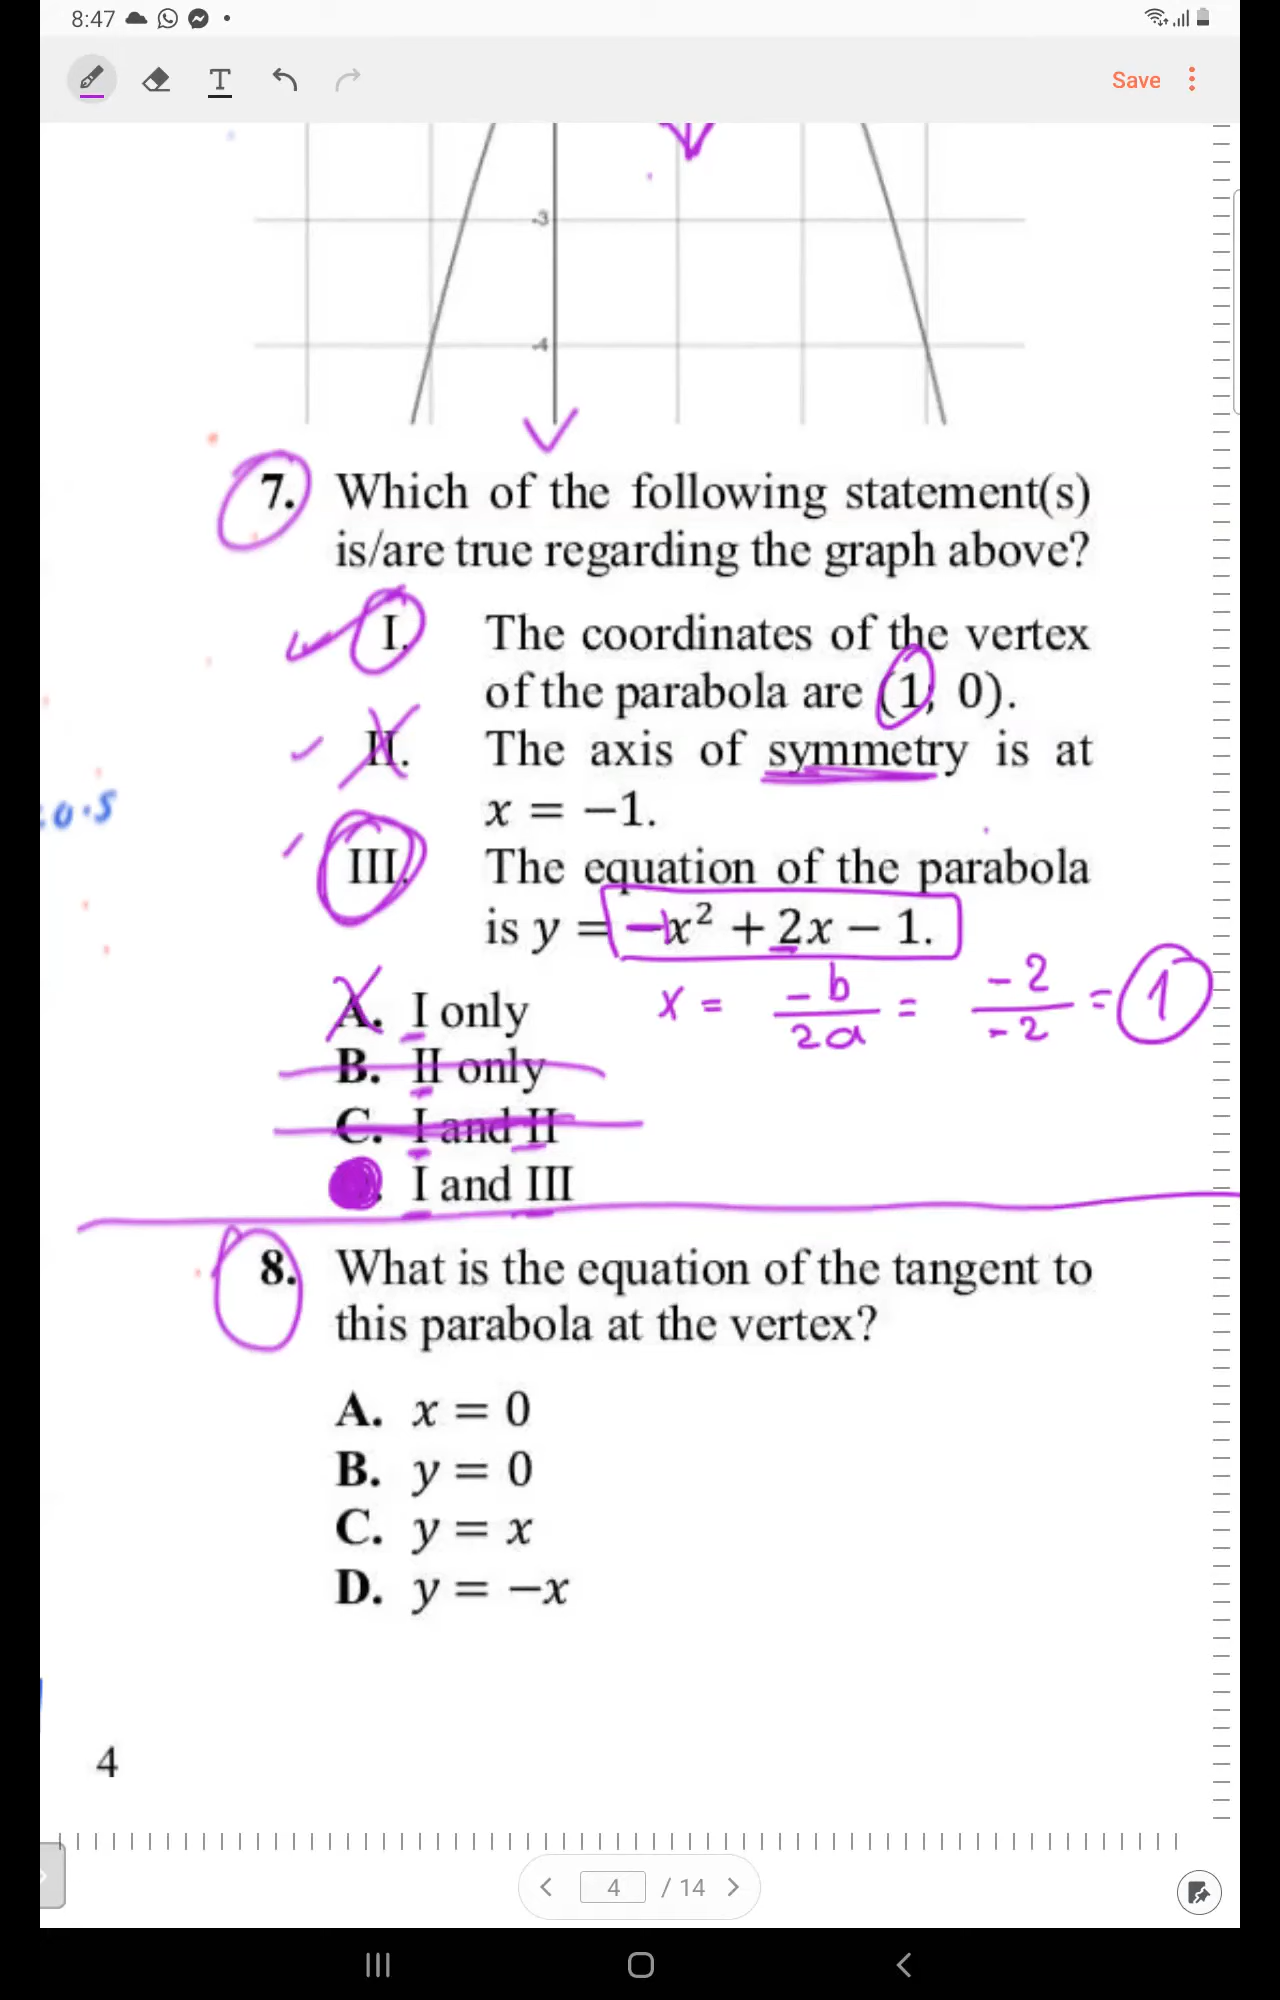 8:47
T
Save
-3
-4
7. Which of the following statement(s)
is/are true regarding the graph above?
I. The coordinates of the vertex
of the parabola are (1, 0).
II. The axis of symmetry is at
x = −1.
III. The equation of the parabola
is y = −x² + 2x − 1.
A. I only
x = -b/2a = -2/-2 = 1
B. II only
C. I and II
I and III
0.5
8. What is the equation of the tangent to
this parabola at the vertex?
A. x = 0
B. y = 0
C. y = x
D. y = −x
4
4 / 14